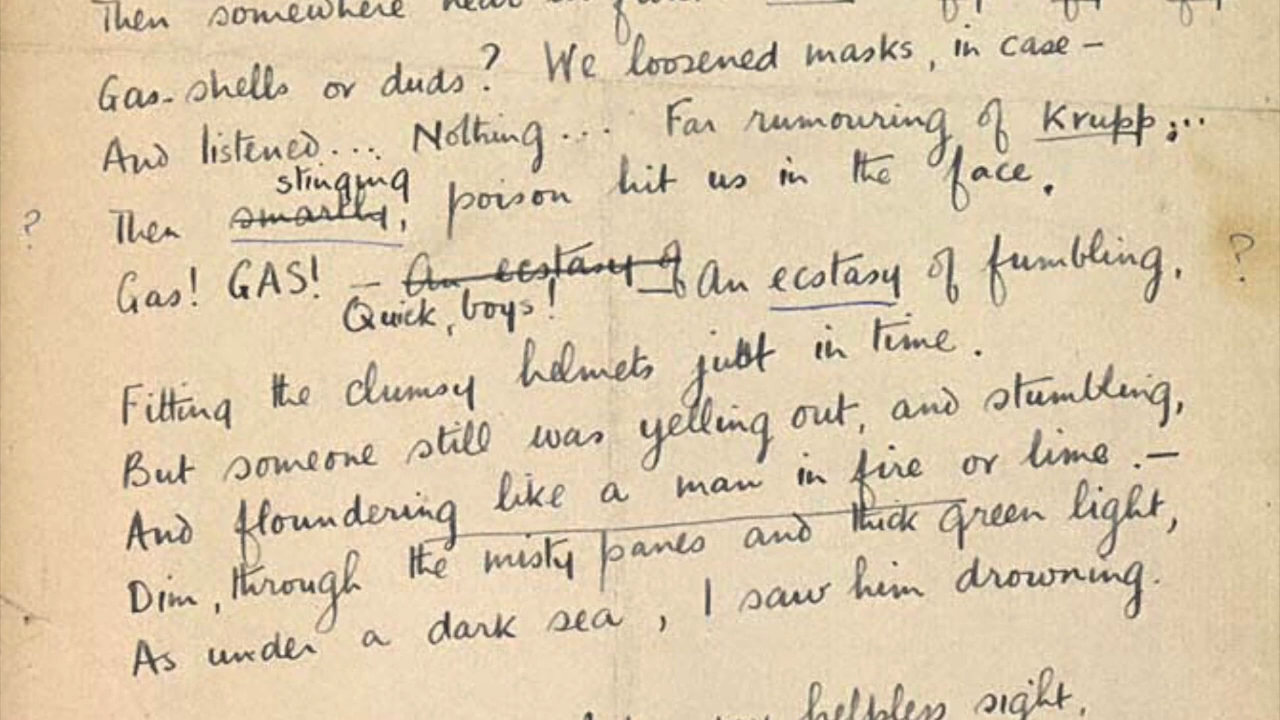 Then somewhere near
Gas-shells or duds? We loosened masks, in case -
And listened... Nothing... Far rumouring of Krupp;..
stinging
? Then smartly, poison hit us in the face.
Gas! GAS! - An ecstasy of An ecstasy of fumbling, ?
Quick, boys!
Fitting the clumsy helmets just in time.
But someone still was yelling out, and stumbling,
And floundering like a man in fire or lime. -
Dim, through the misty panes and thick green light,
As under a dark sea, I saw him drowning.
helpless sight,